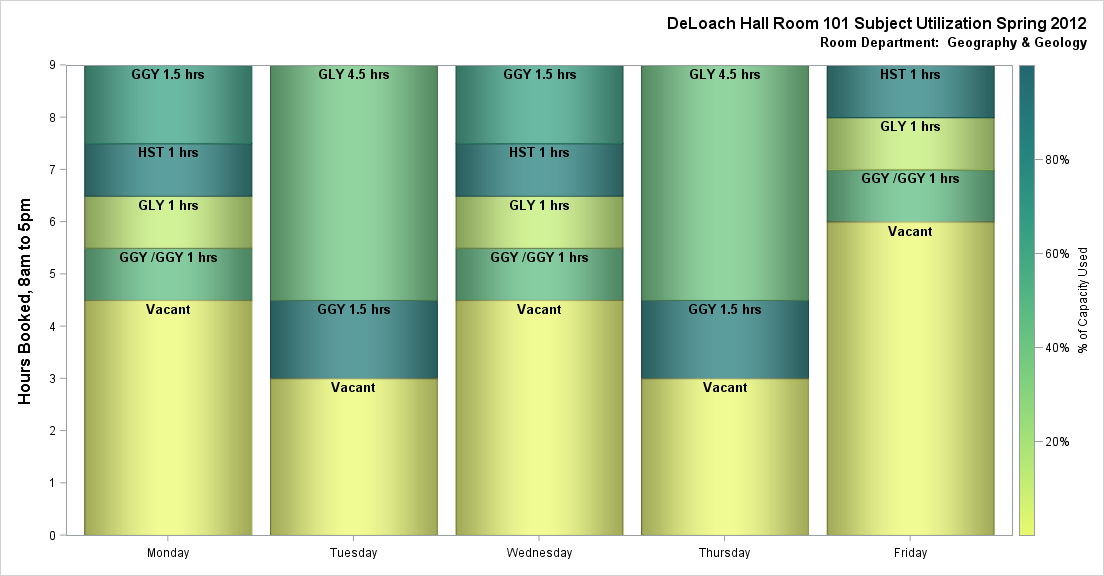 DeLoach Hall Room 101 Subject Utilization Spring 2012
Room Department:  Geography & Geology
Hours Booked, 8am to 5pm
9
8
7
6
5
4
3
2
1
0
GGY 1.5 hrs
HST 1 hrs
GLY 1 hrs
GGY /GGY 1 hrs
Vacant
Monday
GLY 4.5 hrs
GGY 1.5 hrs
Vacant
Tuesday
GGY 1.5 hrs
HST 1 hrs
GLY 1 hrs
GGY /GGY 1 hrs
Vacant
Wednesday
GLY 4.5 hrs
GGY 1.5 hrs
Vacant
Thursday
HST 1 hrs
GLY 1 hrs
GGY /GGY 1 hrs
Vacant
Friday
80%
60%
40%
20%
% of Capacity Used